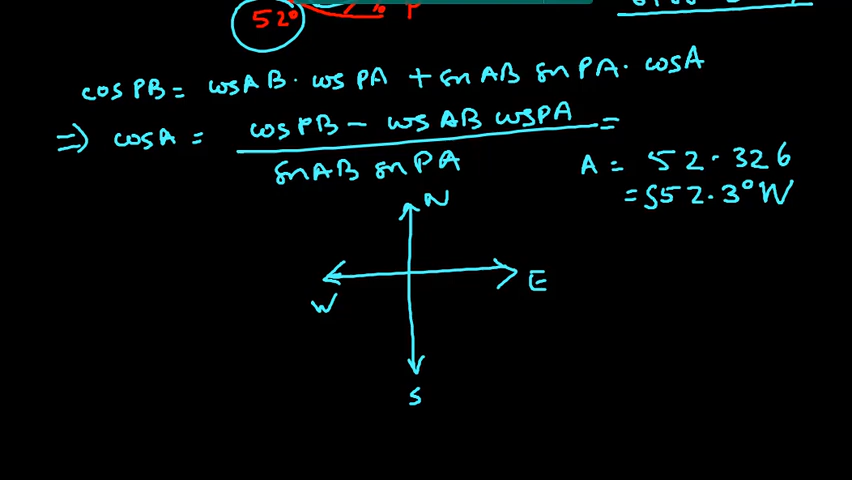 52° P
cos PB = cos AB · cos PA + sin AB sin PA · cos A
⇒ cos A = cos PB − cos AB cos PA =
sin AB sin PA
A = 52.326
= S52.3°W
N
W E
S